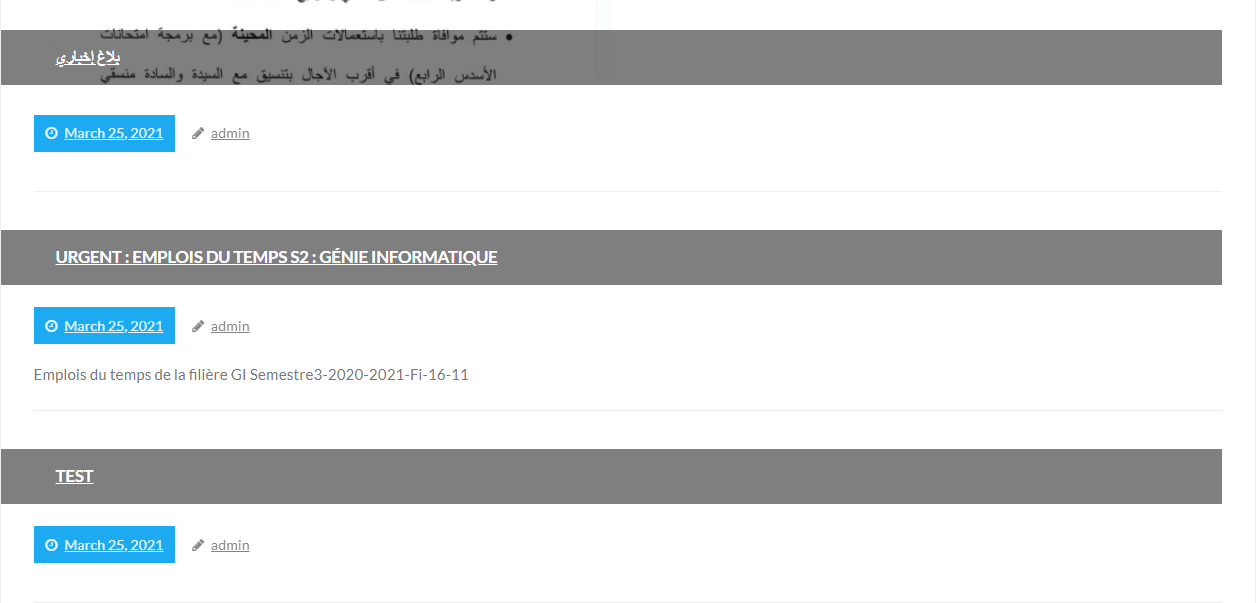 ستتم موافاة طلبتنا باستعمالات الزمن المحينة (مع برمجة امتحانات
بلاغ إخباري
الأسدس الرابع) في أقرب الآجال بتنسيق مع السيدة والسادة منسقي
March 25, 2021 admin
URGENT : EMPLOIS DU TEMPS S2 : GÉNIE INFORMATIQUE
March 25, 2021 admin
Emplois du temps de la filière GI Semestre3-2020-2021-Fi-16-11
TEST
March 25, 2021 admin